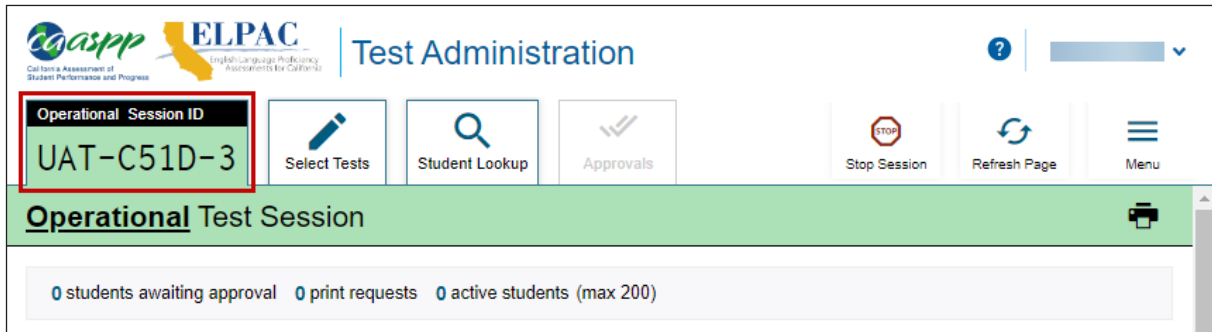 caaspp
California Assessment of
Student Performance and Progress
ELPAC
English Language Proficiency
Assessments for California
Test Administration
?
Operational Session ID
UAT-C51D-3
Select Tests
Student Lookup
Approvals
STOP
Stop Session
Refresh Page
Menu
Operational Test Session
0 students awaiting approval 0 print requests 0 active students (max 200)